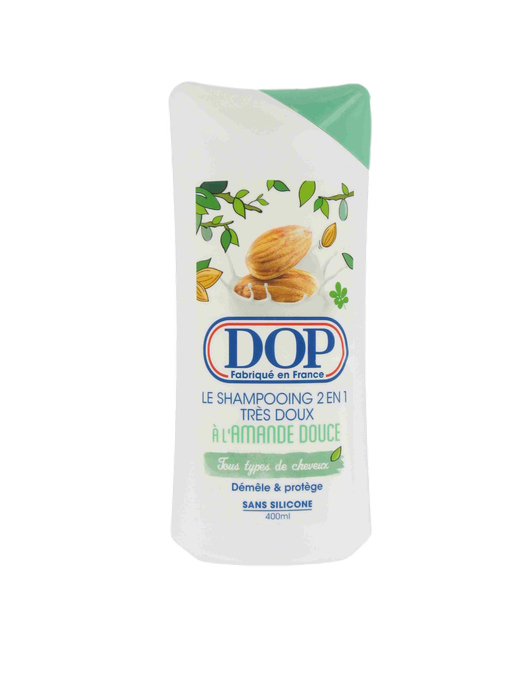 DOP
Fabriqué en France
LE SHAMPOOING 2 EN 1
TRÈS DOUX
À L'AMANDE DOUCE
Tous types de cheveux
Démêle & protège
SANS SILICONE
400ml